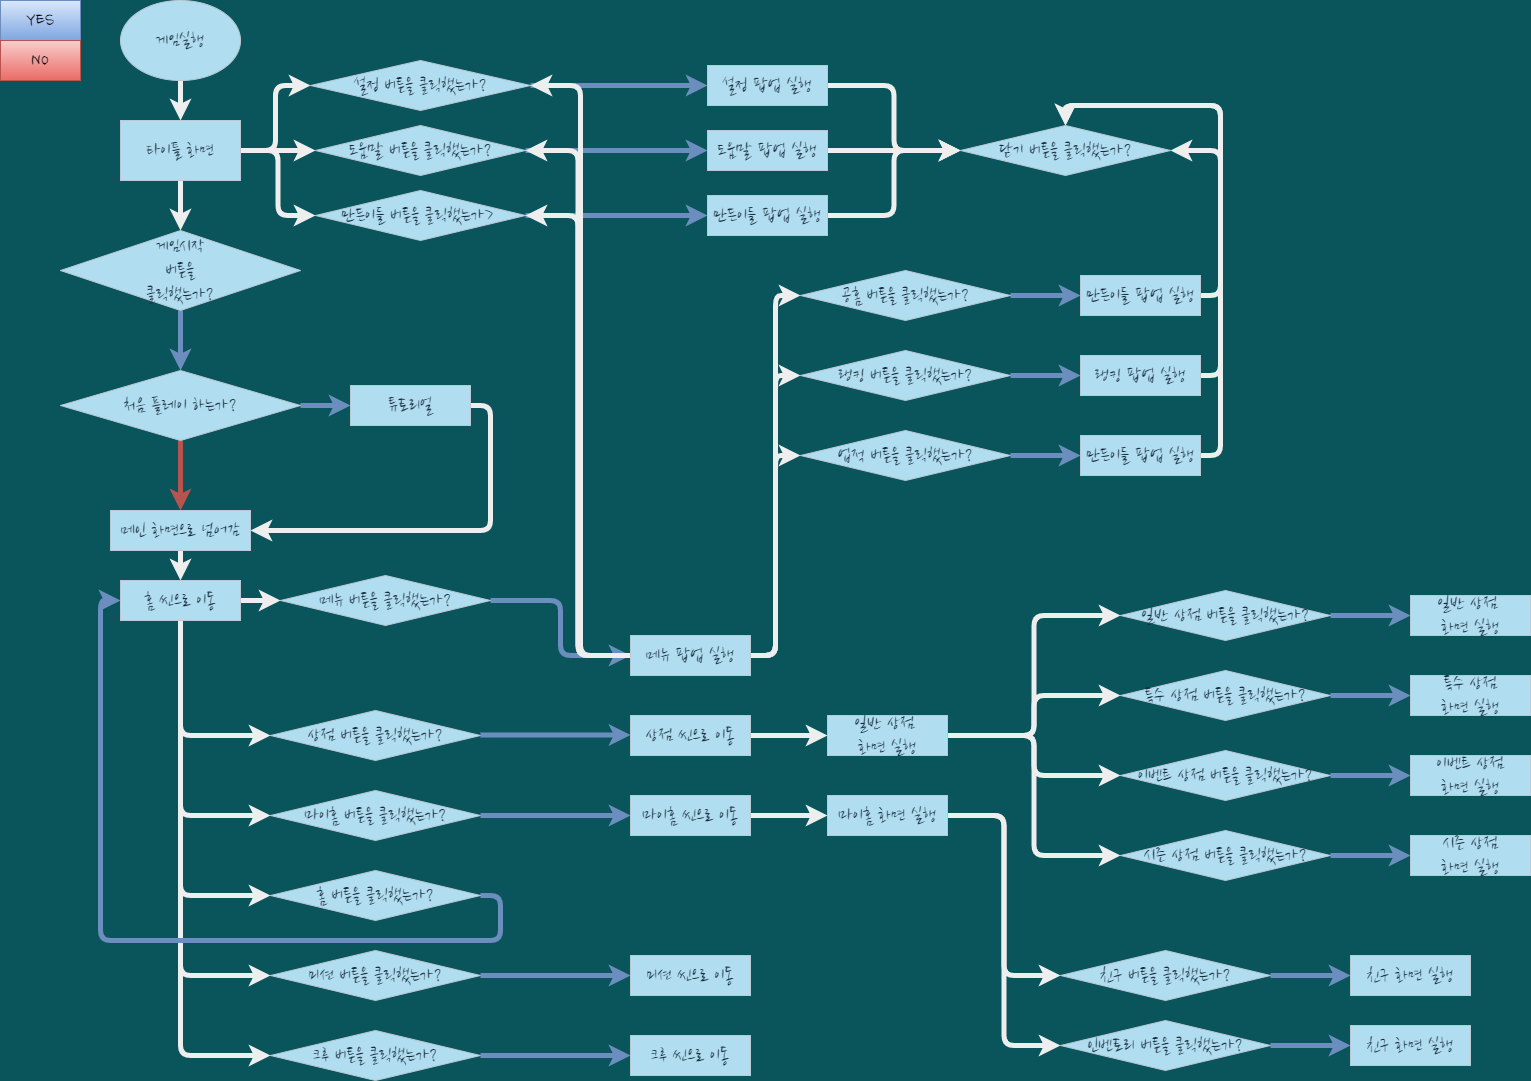 YES
NO
게임실행
타이틀 화면
설정 버튼을 클릭했는가?
설정 팝업 실행
도움말 버튼을 클릭했는가?
도움말 팝업 실행
닫기 버튼을 클릭했는가?
만든이들 버튼을 클릭했는가>
만든이들 팝업 실행
게임시작
버튼을
클릭했는가?
공홈 버튼을 클릭했는가?
만든이들 팝업 실행
랭킹 버튼을 클릭했는가?
랭킹 팝업 실행
처음 플레이 하는가?
튜토리얼
업적 버튼을 클릭했는가?
만든이들 팝업 실행
메인 화면으로 넘어감
홈 씬으로 이동
메뉴 버튼을 클릭했는가?
메뉴 팝업 실행
일반 상점 버튼을 클릭했는가?
일반 상점
화면 실행
특수 상점 버튼을 클릭했는가?
특수 상점
화면 실행
상점 버튼을 클릭했는가?
상점 씬으로 이동
일반 상점
화면 실행
이벤트 상점 버튼을 클릭했는가?
이벤트 상점
화면 실행
마이홈 버튼을 클릭했는가?
마이홈 씬으로 이동
마이홈 화면 실행
시즌 상점 버튼을 클릭했는가?
시즌 상점
화면 실행
홈 버튼을 클릭했는가?
미션 버튼을 클릭했는가?
미션 씬으로 이동
친구 버튼을 클릭했는가?
친구 화면 실행
크루 버튼을 클릭했는가?
크루 씬으로 이동
인벤토리 버튼을 클릭했는가?
친구 화면 실행